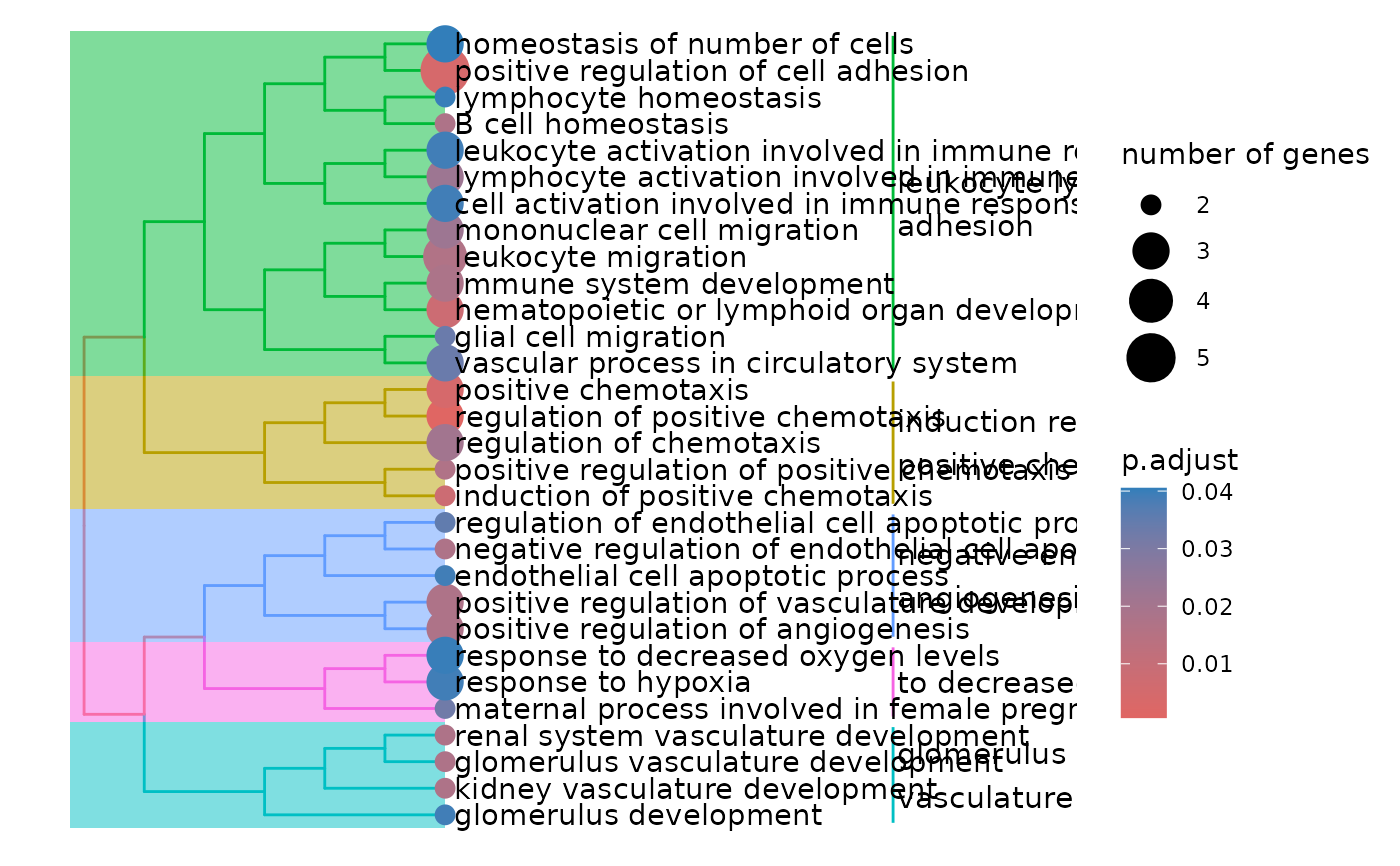 homeostasis of number of cells
positive regulation of cell adhesion
lymphocyte homeostasis
B cell homeostasis
leukocyte activation involved in immune r
lymphocyte activation involved in immune
leukocyte ly
cell activation involved in immune respons
adhesion
mononuclear cell migration
leukocyte migration
immune system development
hematopoietic or lymphoid organ develop
glial cell migration
vascular process in circulatory system
positive chemotaxis
regulation of positive chemotaxis
induction re
regulation of chemotaxis
positive regulation of positive chemotaxis
positive che
induction of positive chemotaxis
regulation of endothelial cell apoptotic pro
negative regulation of endothelial cell apo
negative en
endothelial cell apoptotic process
positive regulation of vasculature develop
angiogenesi
positive regulation of angiogenesis
response to decreased oxygen levels
response to hypoxia
to decrease
maternal process involved in female pregr
renal system vasculature development
glomerulus vasculature development
glomerulus
kidney vasculature development
vasculature
glomerulus development
number of genes
2
3
4
5
p.adjust
0.04
0.03
0.02
0.01